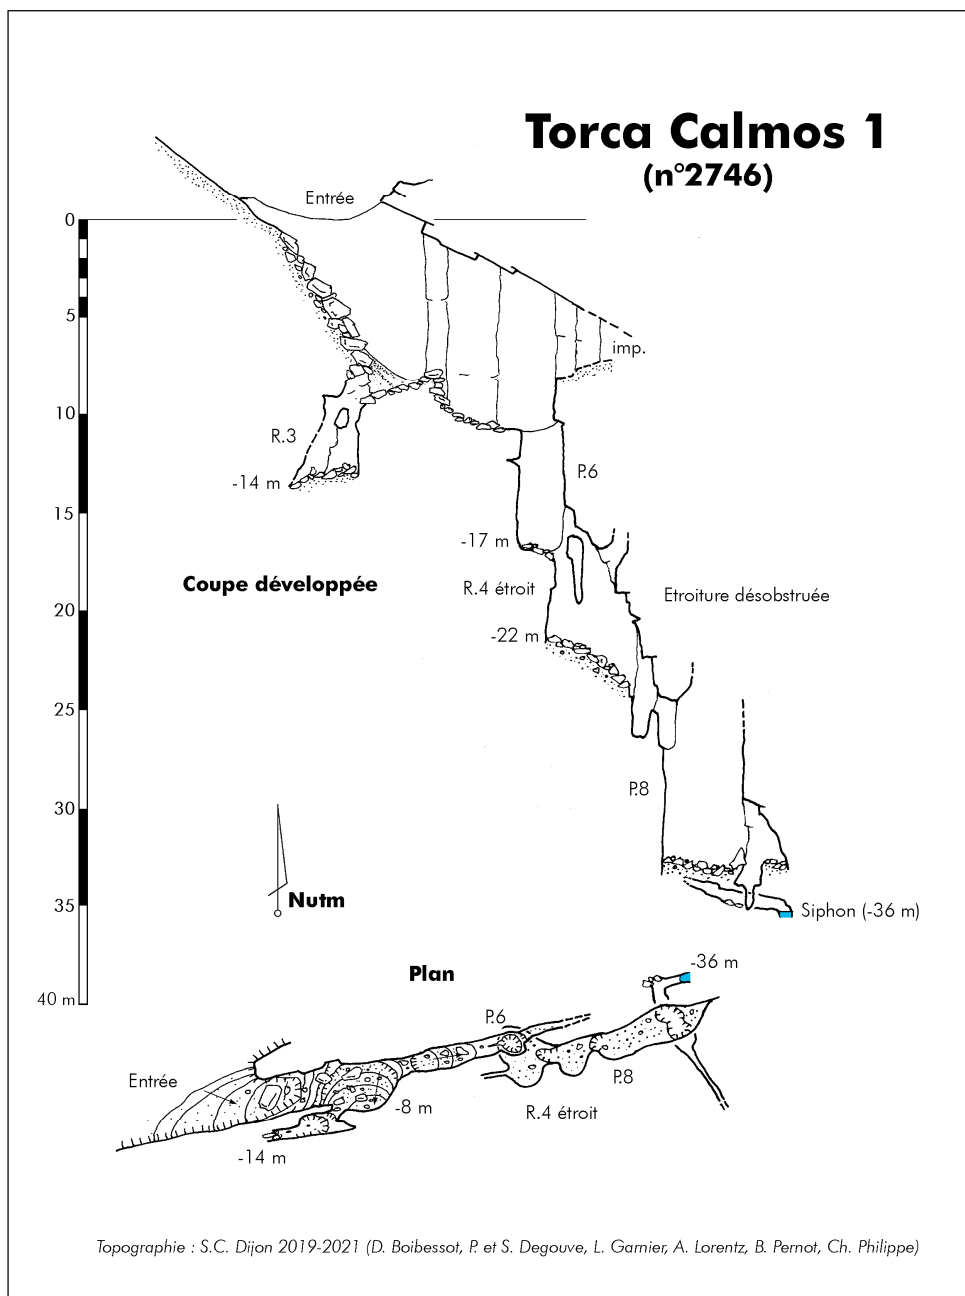 Torca Calmos 1
(n°2746)
Entrée
0
5
imp.
10
R.3
P.6
-14 m
15
-17 m
Coupe développée
R.4 étroit
Etroiture désobstruée
20
-22 m
25
P.8
30
Nutm
35
Siphon (-36 m)
Plan
-36 m
40 m
P.6
Entrée
P.8
-8 m
R.4 étroit
-14 m
Topographie : S.C. Dijon 2019-2021 (D. Boibessot, P. et S. Degouve, L. Garnier, A. Lorentz, B. Pernot, Ch. Philippe)